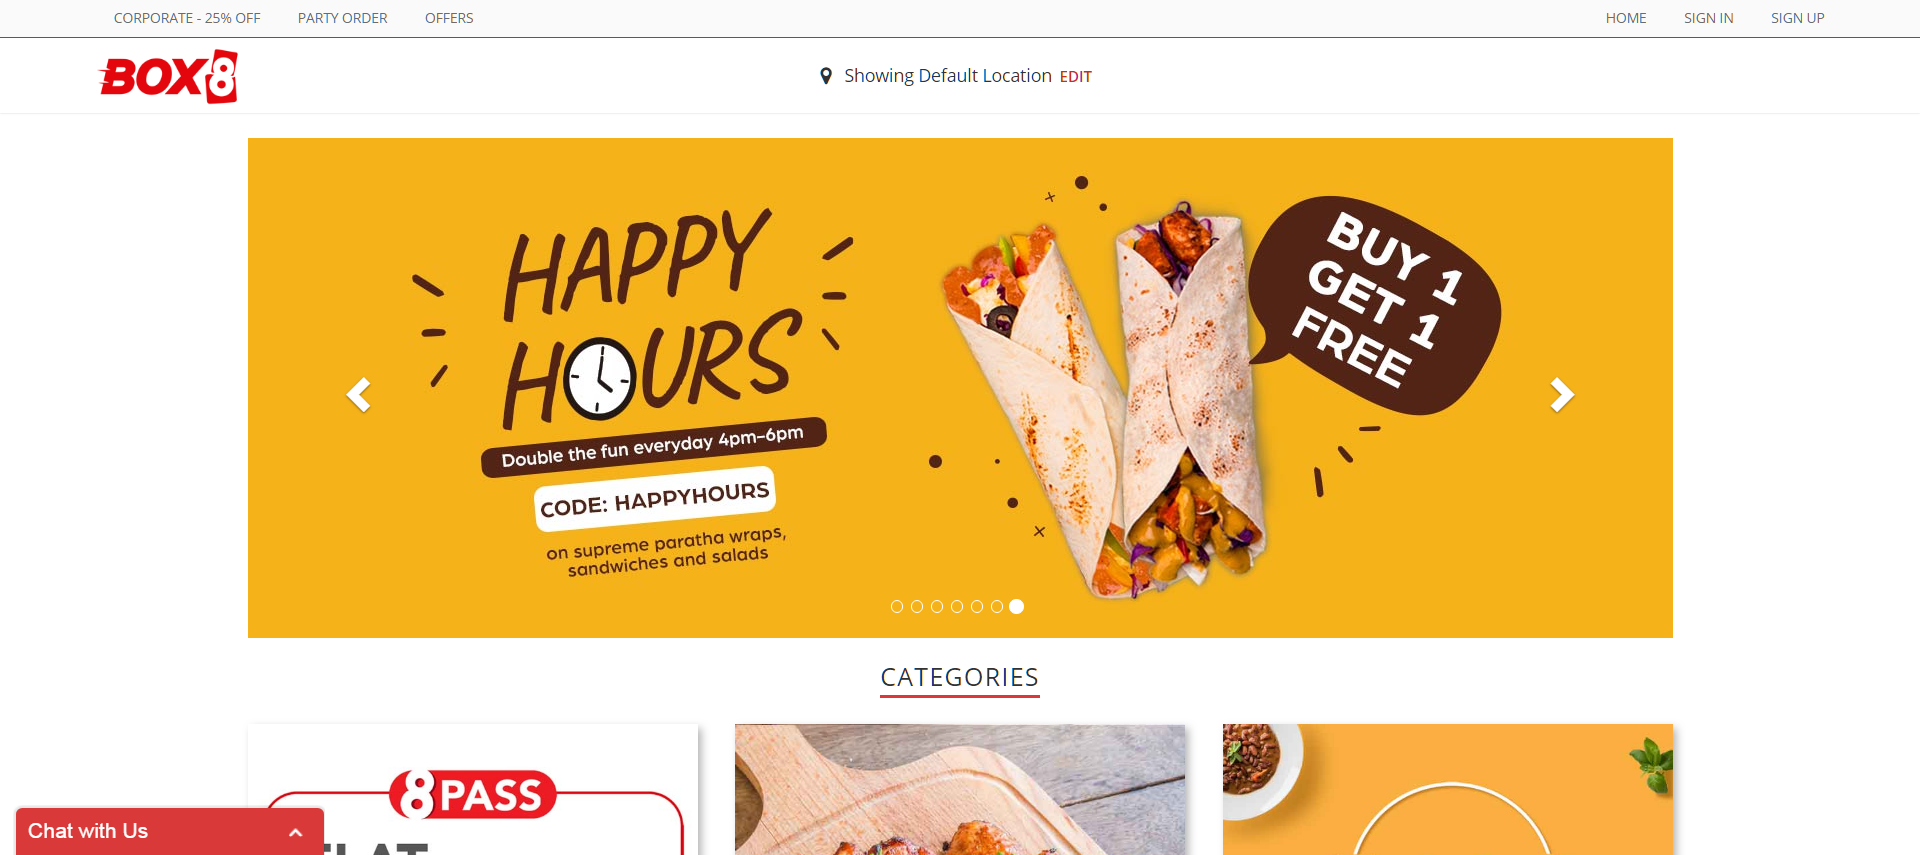 CORPORATE - 25% OFF PARTY ORDER OFFERS HOME SIGN IN SIGN UP
BOX8
Showing Default Location EDIT
HAPPY
HOURS
Double the fun everyday 4pm-6pm
CODE: HAPPYHOURS
on supreme paratha wraps,
sandwiches and salads
BUY 1
GET 1
FREE
CATEGORIES
8PASS
FLAT
Chat with Us